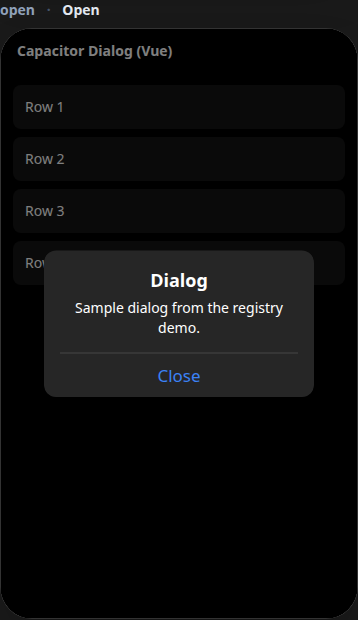 open · Open
Capacitor Dialog (Vue)
Row 1
Row 2
Row 3
Dialog
Sample dialog from the registry
demo.
Close